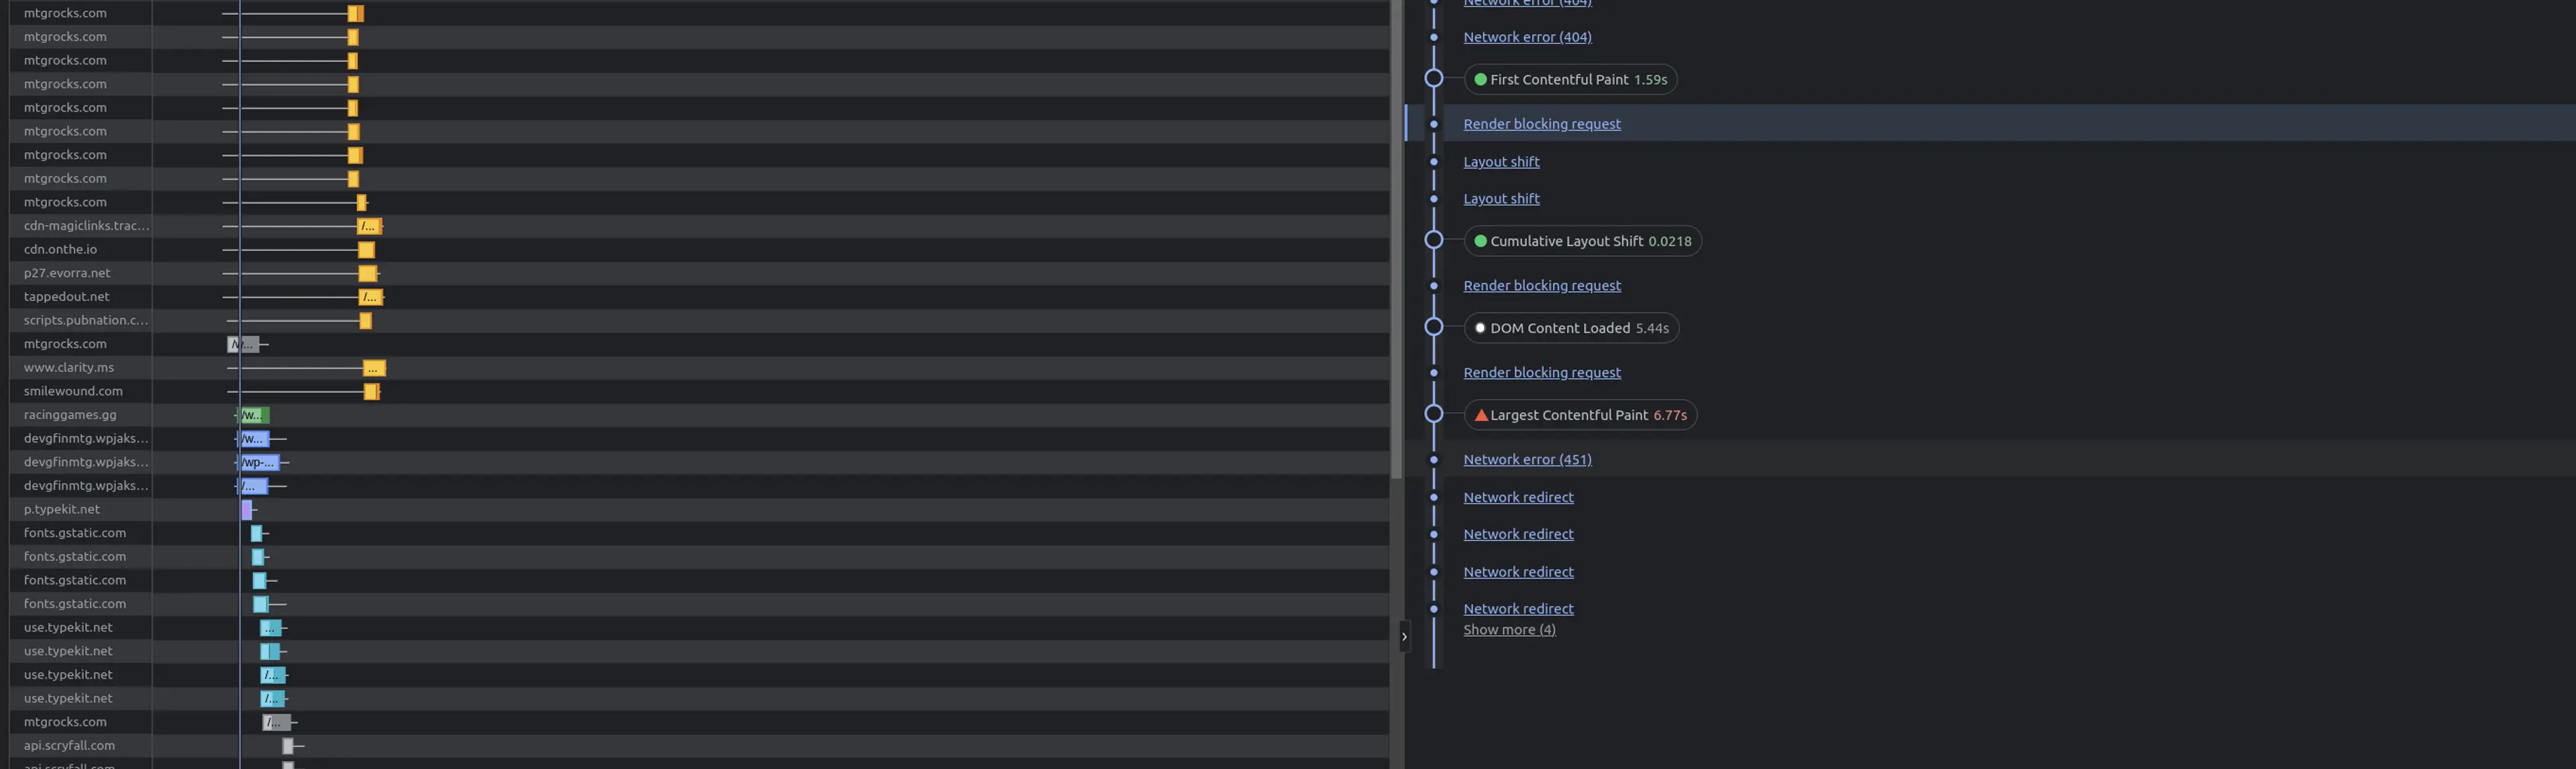 mtgrocks.com
mtgrocks.com
mtgrocks.com
mtgrocks.com
mtgrocks.com
mtgrocks.com
mtgrocks.com
mtgrocks.com
mtgrocks.com
cdn-magiclinks.trac... /...
cdn.onthe.io
p27.evorra.net
tappedout.net /...
scripts.pubnation.c...
mtgrocks.com /w...
www.clarity.ms ...
smilewound.com
racinggames.gg /w...
devgfinmtg.wpjaks... /w...
devgfinmtg.wpjaks... /wp-...
devgfinmtg.wpjaks... /...
p.typekit.net
fonts.gstatic.com
fonts.gstatic.com
fonts.gstatic.com
fonts.gstatic.com
use.typekit.net ...
use.typekit.net
use.typekit.net /...
use.typekit.net /...
mtgrocks.com /...
api.scryfall.com
api.scryfall.com
Network error (404)
Network error (404)
First Contentful Paint 1.59s
Render blocking request
Layout shift
Layout shift
Cumulative Layout Shift 0.0218
Render blocking request
DOM Content Loaded 5.44s
Render blocking request
Largest Contentful Paint 6.77s
Network error (451)
Network redirect
Network redirect
Network redirect
Network redirect
Show more (4)